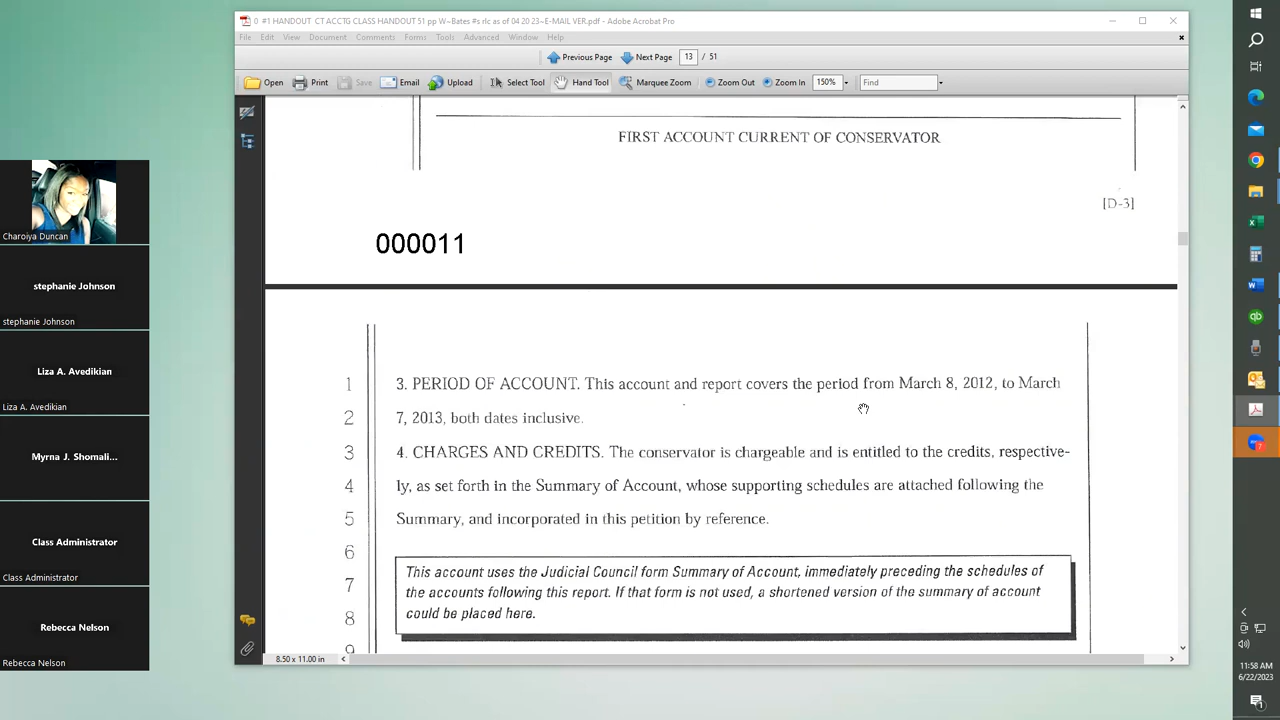 0 #1 HANDOUT CT ACCTG CLASS HANDOUT 51 pp W~Bates #s rlc as of 04 20 23~E-MAIL VER.pdf - Adobe Acrobat Pro
File Edit View Document Comments Forms Tools Advanced Window Help
Previous Page Next Page 13 / 51
Open Print Save Email Upload Select Tool Hand Tool Marquee Zoom Zoom Out Zoom In 150% Find
FIRST ACCOUNT CURRENT OF CONSERVATOR
[D-3]
000011
1 3. PERIOD OF ACCOUNT. This account and report covers the period from March 8, 2012, to March
2 7, 2013, both dates inclusive.
3 4. CHARGES AND CREDITS. The conservator is chargeable and is entitled to the credits, respective-
4 ly, as set forth in the Summary of Account, whose supporting schedules are attached following the
5 Summary, and incorporated in this petition by reference.
6
7
8
9
This account uses the Judicial Council form Summary of Account, immediately preceding the schedules of
the accounts following this report. If that form is not used, a shortened version of the summary of account
could be placed here.
8.50 x 11.00 in
Charoiya Duncan
stephanie Johnson
stephanie Johnson
Liza A. Avedikian
Liza A. Avedikian
Myrna J. Shomali...
Class Administrator
Class Administrator
Rebecca Nelson
Rebecca Nelson
11:58 AM
6/22/2023